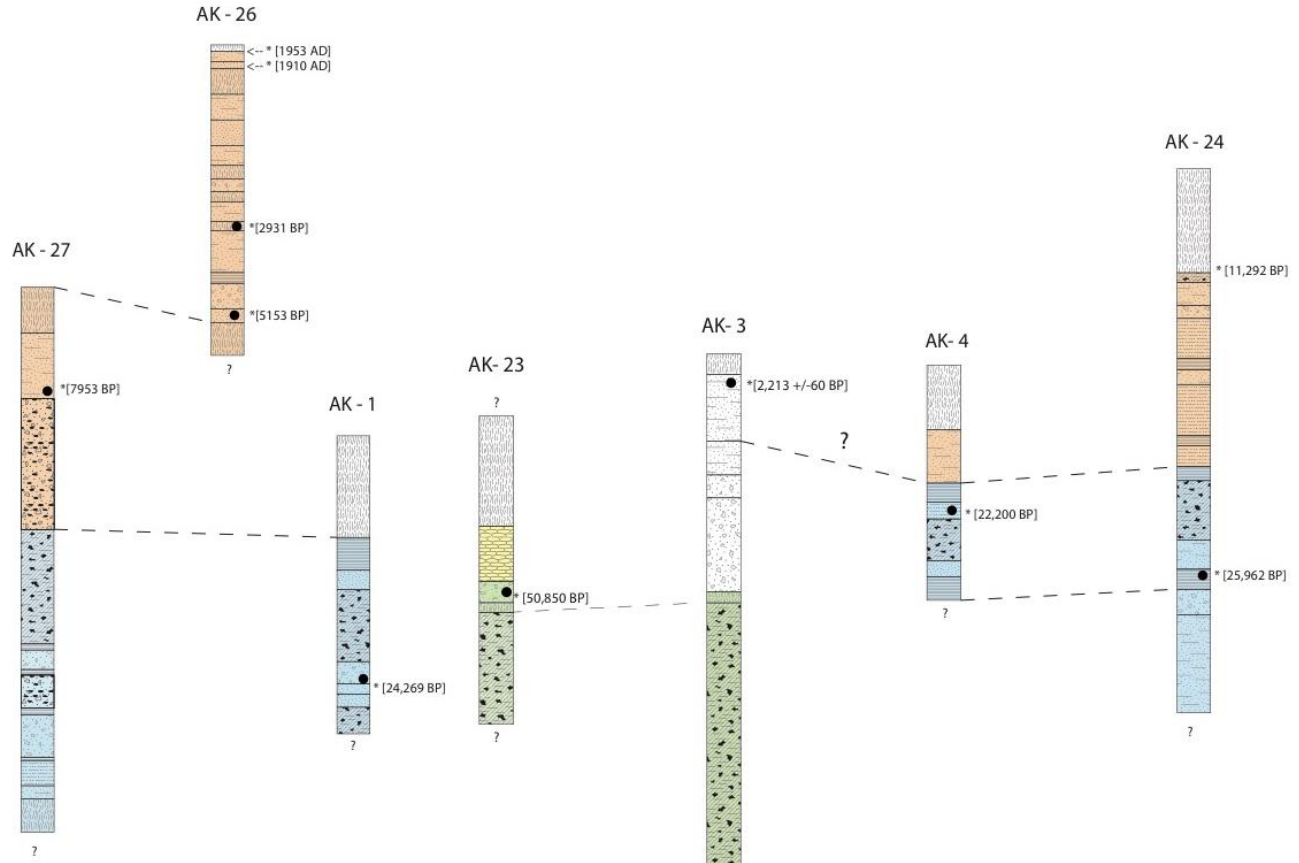 AK - 26
<-- * [1953 AD]
<-- * [1910 AD]
*[2931 BP]
*[5153 BP]
?
AK - 27
*[7953 BP]
?
AK - 1
* [24,269 BP]
?
AK- 23
?
* [50,850 BP]
?
AK- 3
*[2,213 +/-60 BP]
?
AK- 4
* [22,200 BP]
?
AK - 24
* [11,292 BP]
* [25,962 BP]
?